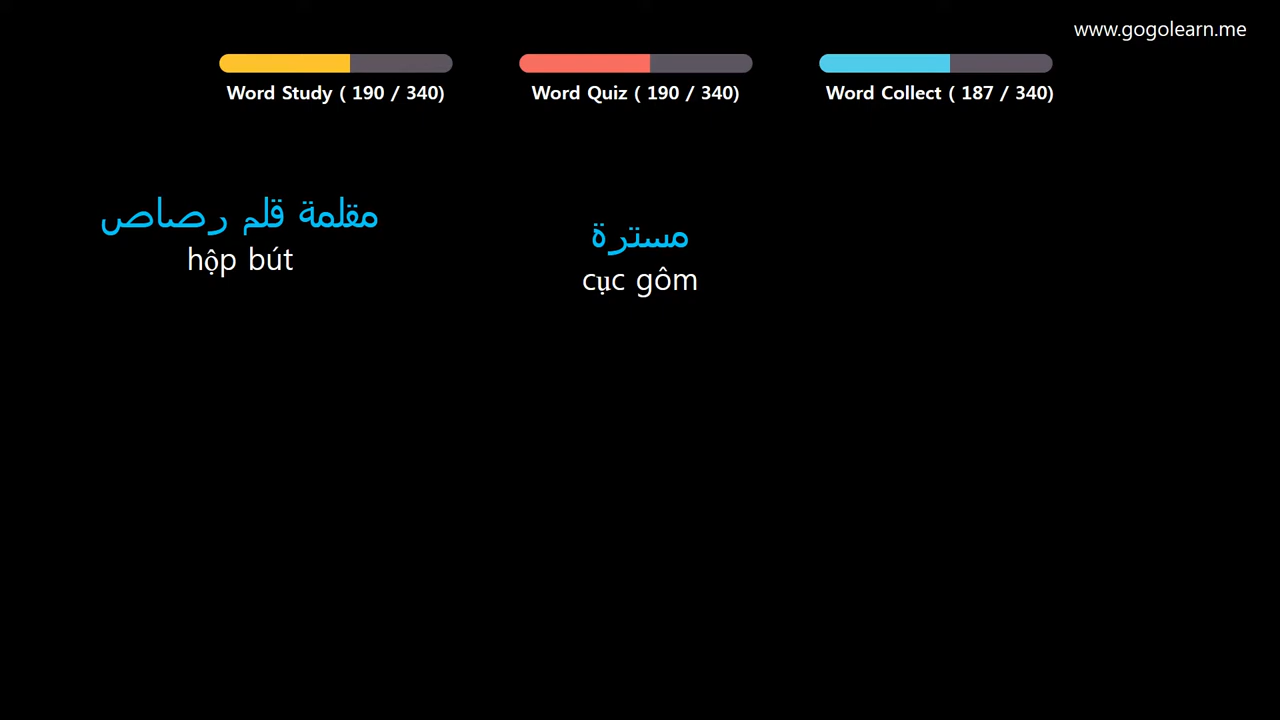 www.gogolearn.me
Word Study ( 190 / 340)
Word Quiz ( 190 / 340)
Word Collect ( 187 / 340)
مقلمة قلم رصاص
hộp bút
مسترة
cục gôm